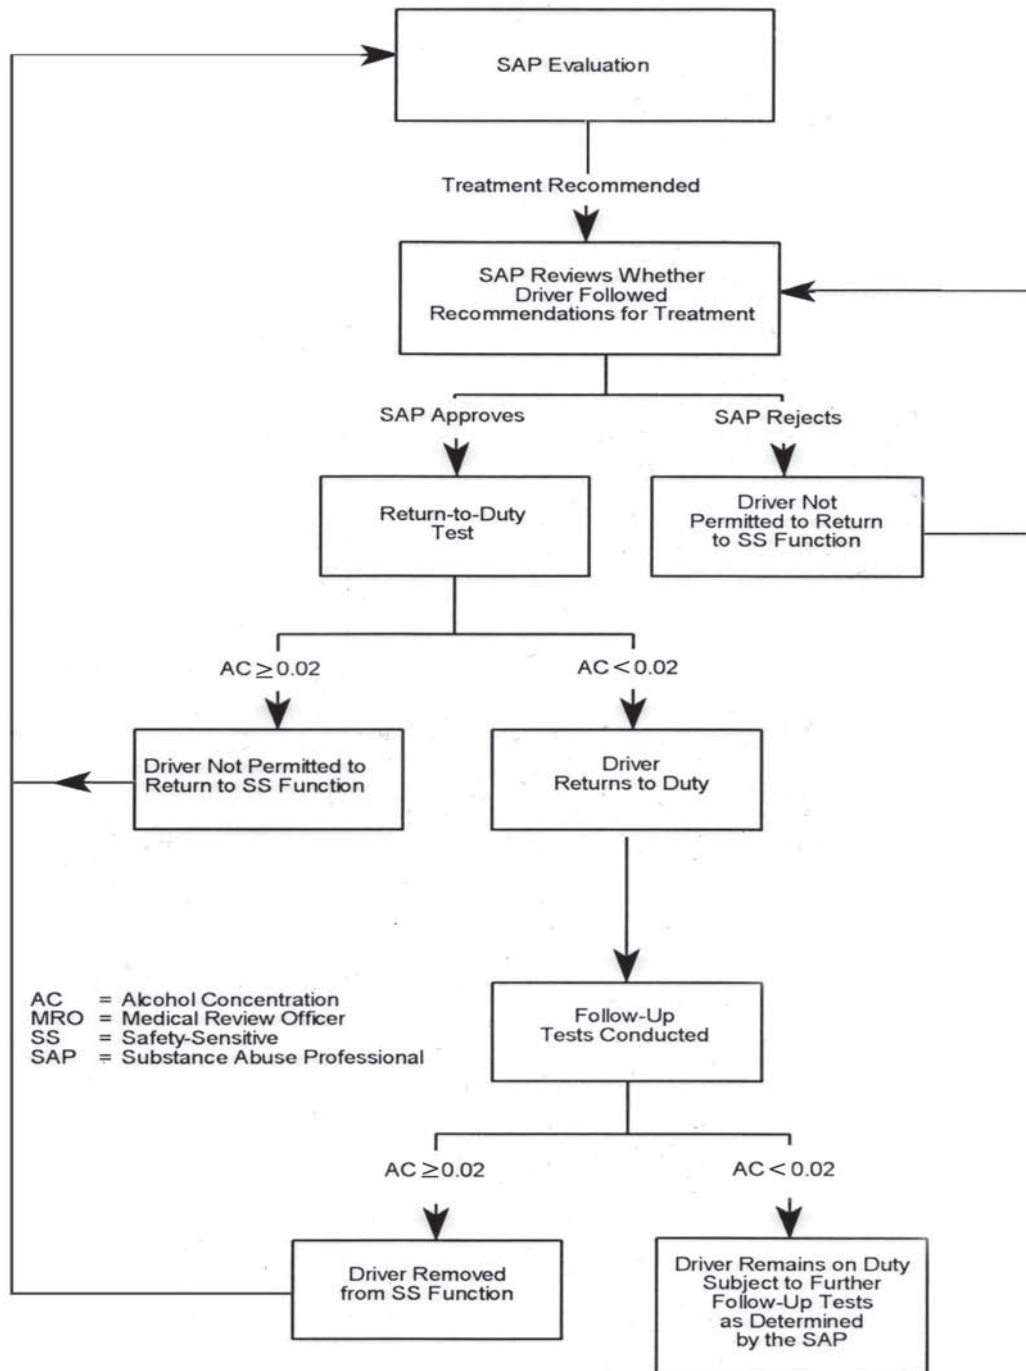 SAP Evaluation
Treatment Recommended
SAP Reviews Whether
Driver Followed
Recommendations for Treatment
SAP Approves
SAP Rejects
Return-to-Duty
Test
Driver Not
Permitted to Return
to SS Function
AC ≥ 0.02
AC < 0.02
Driver Not Permitted to
Return to SS Function
Driver
Returns to Duty
AC = Alcohol Concentration
MRO = Medical Review Officer
SS = Safety-Sensitive
SAP = Substance Abuse Professional
Follow-Up
Tests Conducted
AC ≥ 0.02
AC < 0.02
Driver Removed
from SS Function
Driver Remains on Duty
Subject to Further
Follow-Up Tests
as Determined
by the SAP